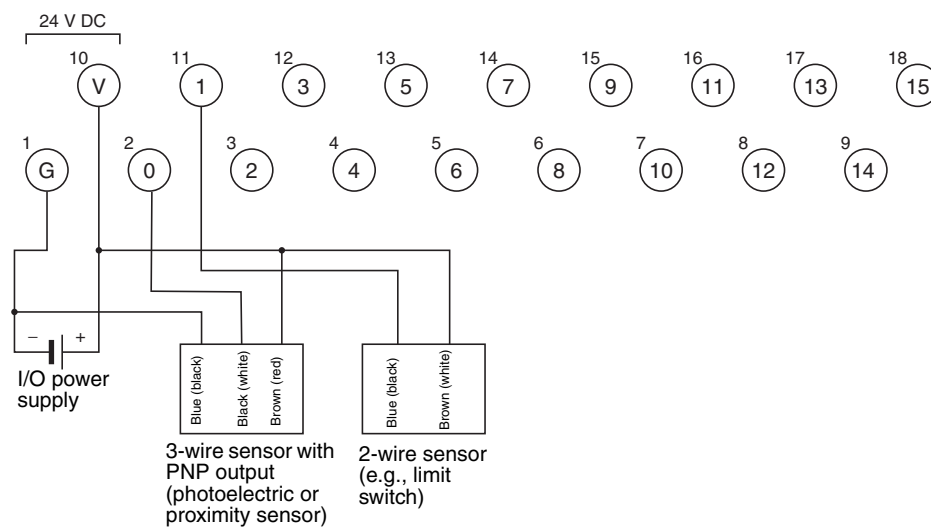 24 V DC
10 11 12 13 14 15 16 17 18
V 1 3 5 7 9 11 13 15
1 2 3 4 5 6 7 8 9
G 0 2 4 6 8 10 12 14
− +
I/O power
supply
Blue (black)
Black (white)
Brown (red)
Blue (black)
Brown (white)
3-wire sensor with
PNP output
(photoelectric or
proximity sensor)
2-wire sensor
(e.g., limit
switch)